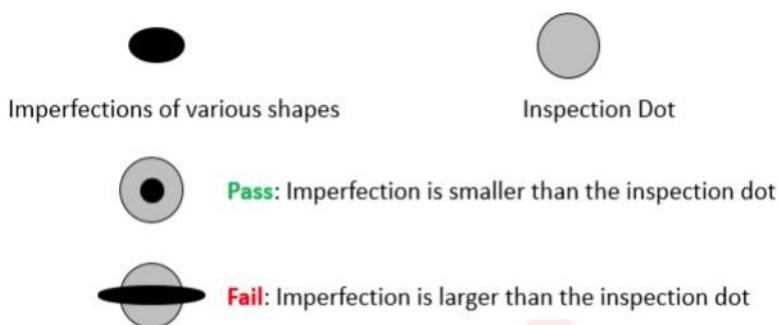 Imperfections of various shapes
Inspection Dot
Pass: Imperfection is smaller than the inspection dot
Fail: Imperfection is larger than the inspection dot